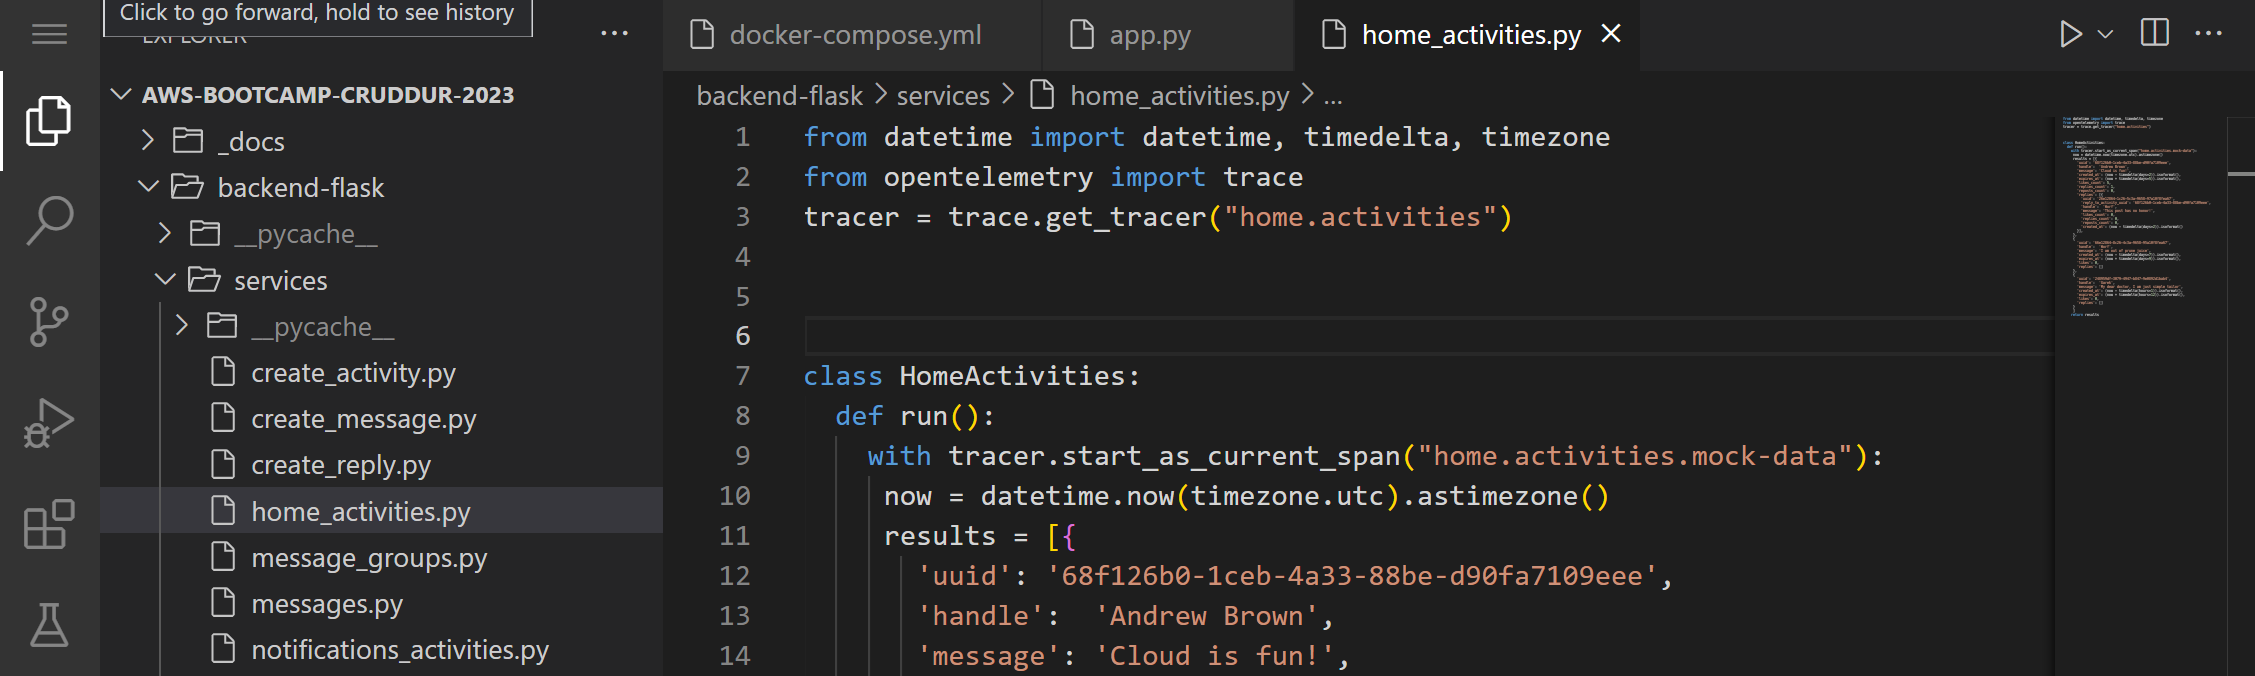 Click to go forward, hold to see history
EXPLORER
AWS-BOOTCAMP-CRUDDUR-2023
_docs
backend-flask
__pycache__
services
__pycache__
create_activity.py
create_message.py
create_reply.py
home_activities.py
message_groups.py
messages.py
notifications_activities.py
docker-compose.yml
app.py
home_activities.py
backend-flask > services > home_activities.py > ...
1 from datetime import datetime, timedelta, timezone
2 from opentelemetry import trace
3 tracer = trace.get_tracer("home.activities")
4
5
6
7 class HomeActivities:
8 def run():
9 with tracer.start_as_current_span("home.activities.mock-data"):
10 now = datetime.now(timezone.utc).astimezone()
11 results = [{
12 'uuid': '68f126b0-1ceb-4a33-88be-d90fa7109eee',
13 'handle':  'Andrew Brown',
14 'message': 'Cloud is fun!',